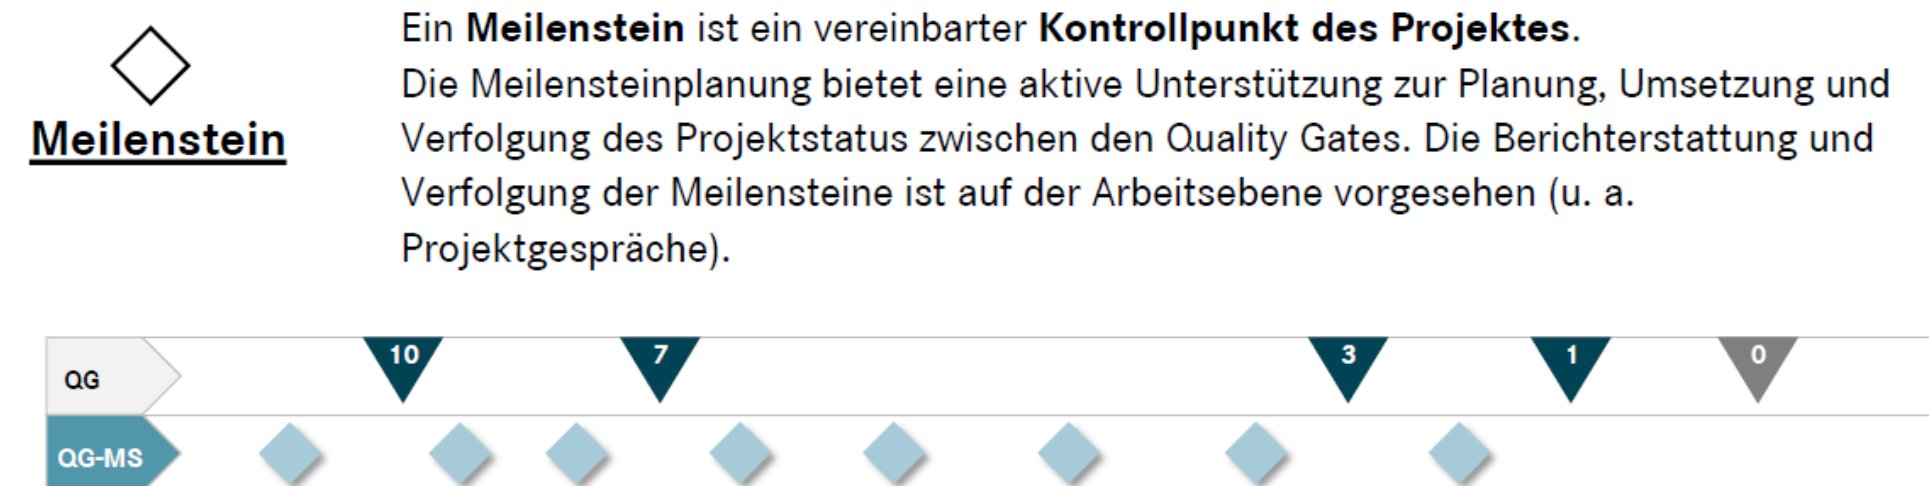 Meilenstein
Ein Meilenstein ist ein vereinbarter Kontrollpunkt des Projektes.
Die Meilensteinplanung bietet eine aktive Unterstützung zur Planung, Umsetzung und
Verfolgung des Projektstatus zwischen den Quality Gates. Die Berichterstattung und
Verfolgung der Meilensteine ist auf der Arbeitsebene vorgesehen (u. a.
Projektgespräche).
QG 10 7 3 1 0
QG-MS